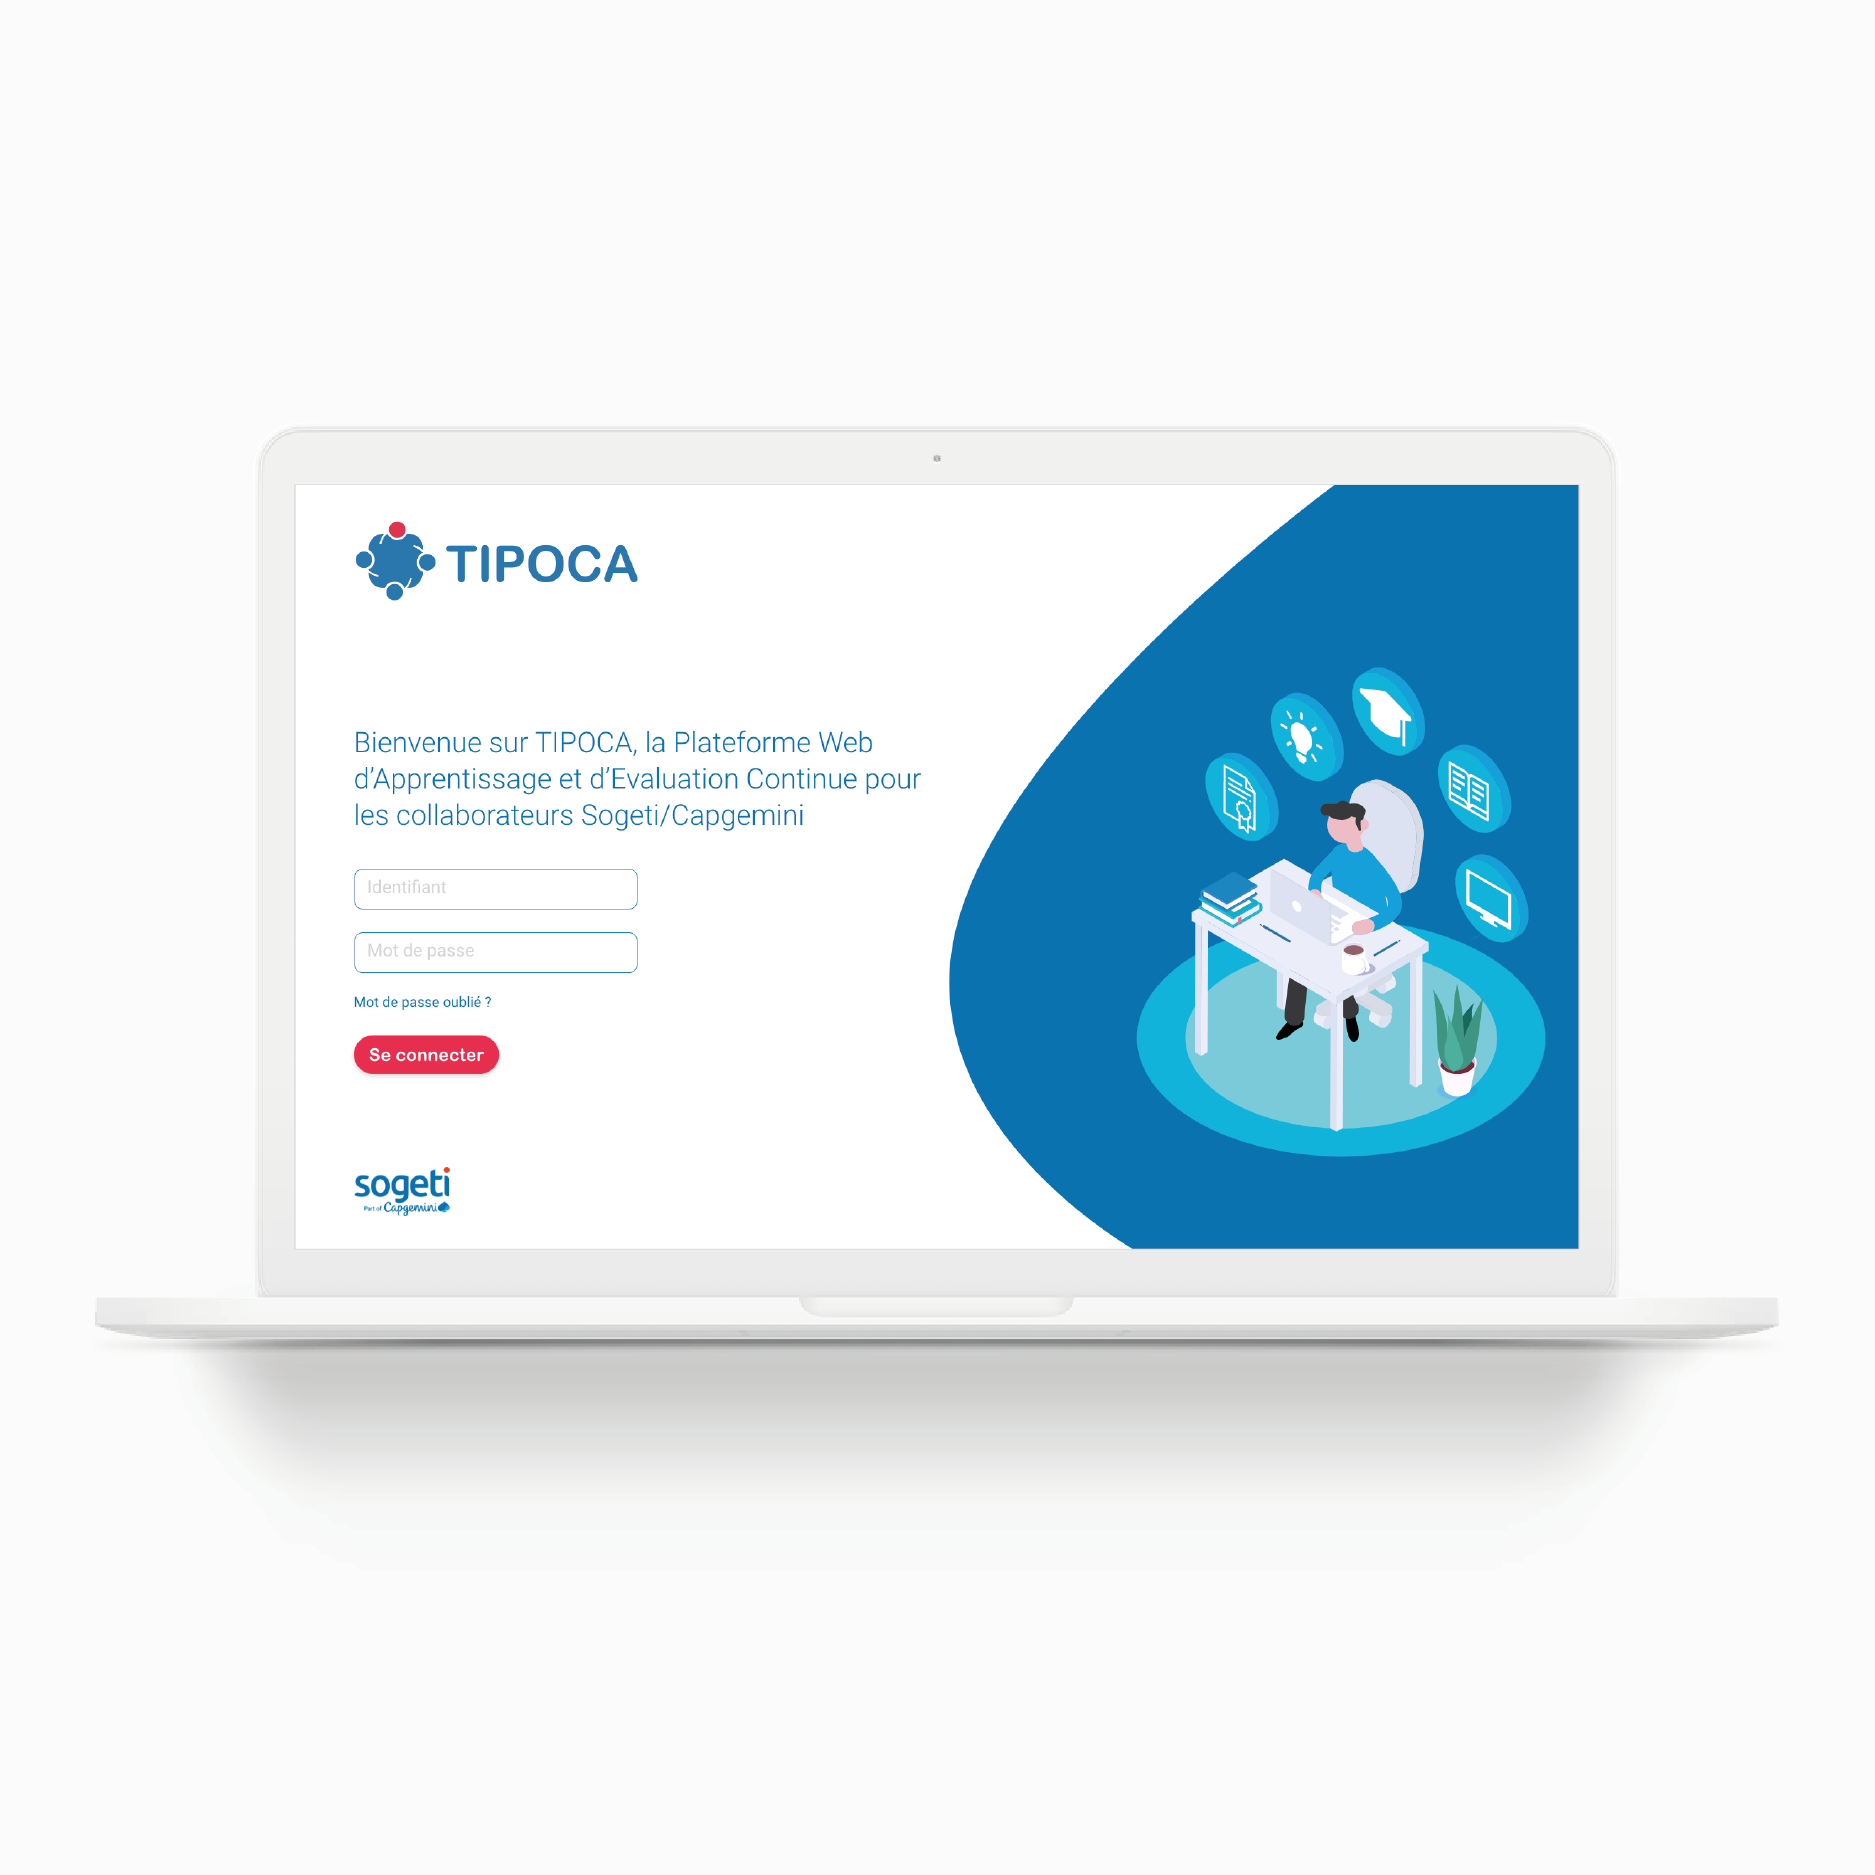 TIPOCA
Bienvenue sur TIPOCA, la Plateforme Web
d'Apprentissage et d'Evaluation Continue pour
les collaborateurs Sogeti/Capgemini
Identifiant
Mot de passe
Mot de passe oublié ?
Se connecter
sogeti
Part of Capgemini